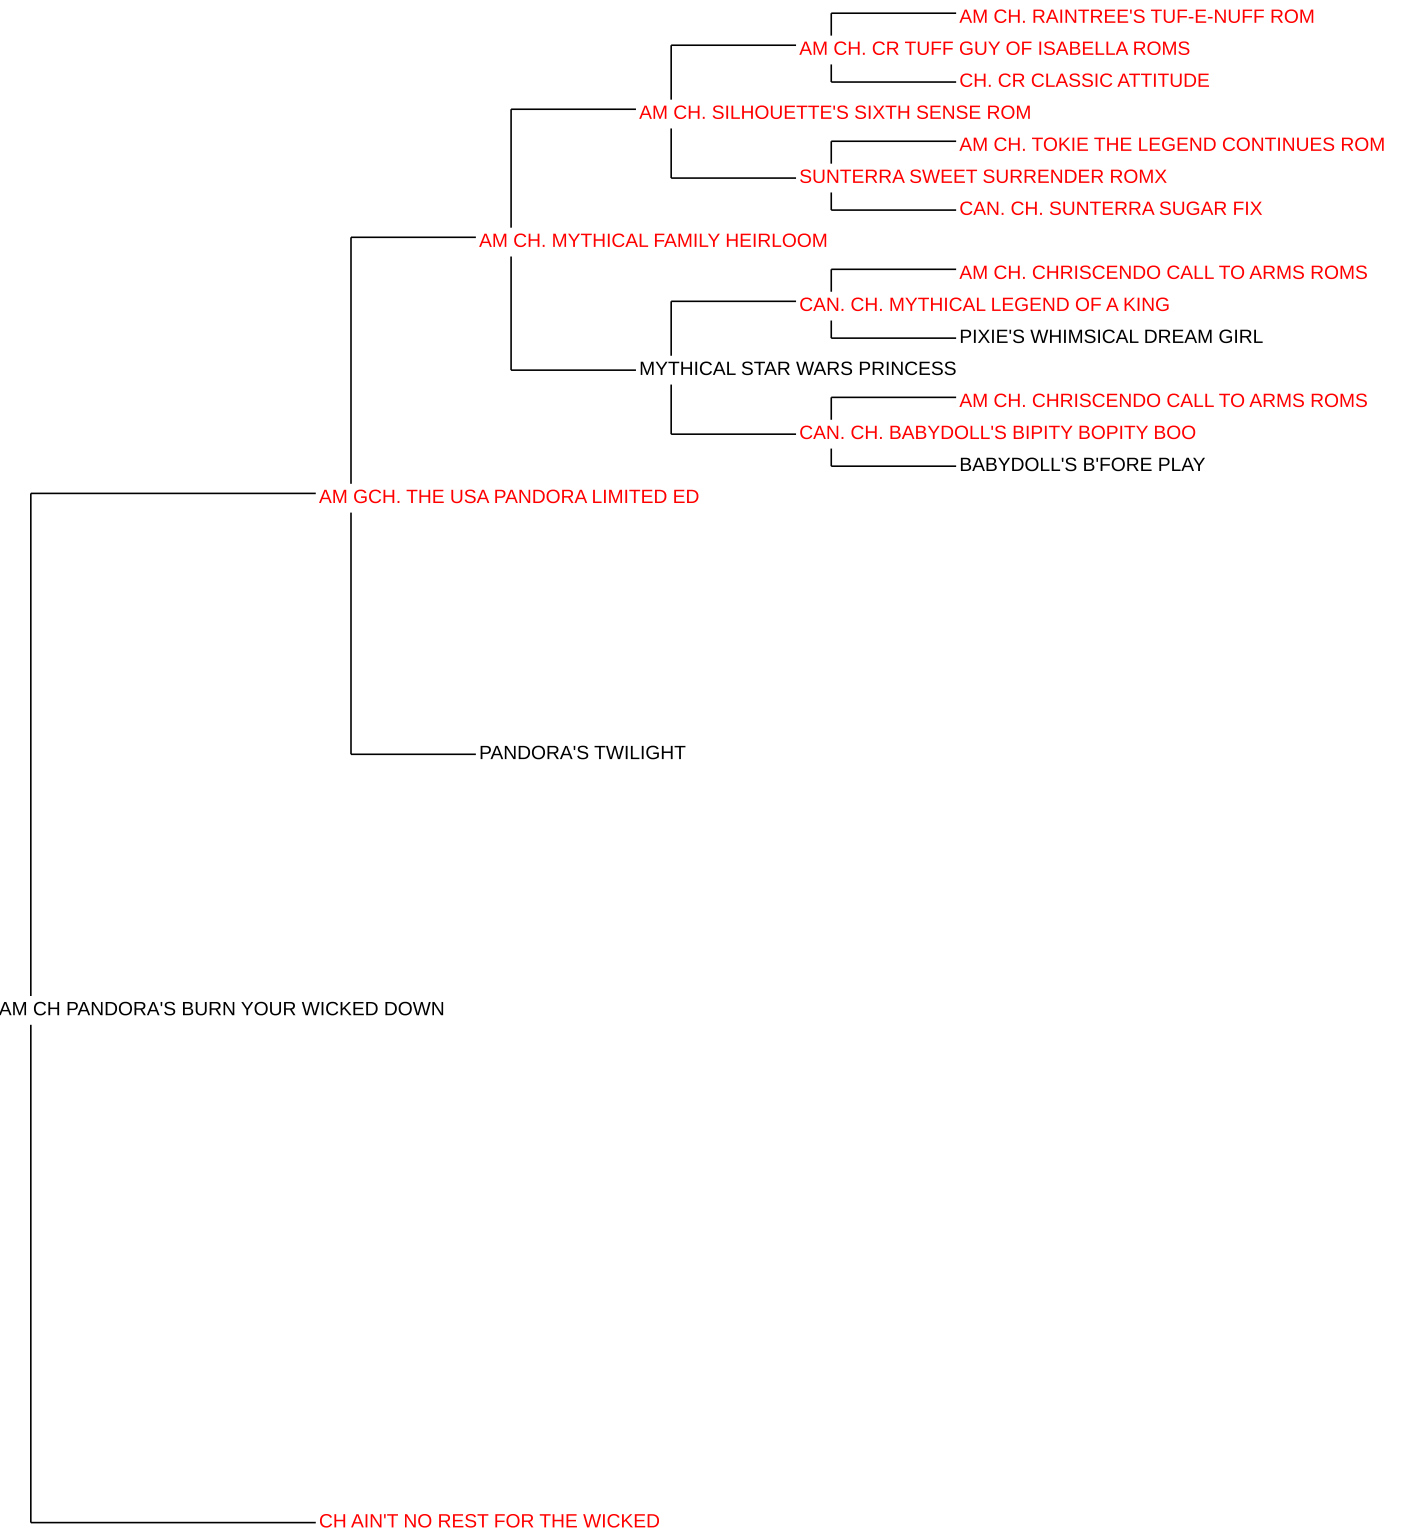 AM CH. RAINTREE'S TUF-E-NUFF ROM
AM CH. CR TUFF GUY OF ISABELLA ROMS
CH. CR CLASSIC ATTITUDE
AM CH. SILHOUETTE'S SIXTH SENSE ROM
AM CH. TOKIE THE LEGEND CONTINUES ROM
SUNTERRA SWEET SURRENDER ROMX
CAN. CH. SUNTERRA SUGAR FIX
AM CH. MYTHICAL FAMILY HEIRLOOM
AM CH. CHRISCENDO CALL TO ARMS ROMS
CAN. CH. MYTHICAL LEGEND OF A KING
PIXIE'S WHIMSICAL DREAM GIRL
MYTHICAL STAR WARS PRINCESS
AM CH. CHRISCENDO CALL TO ARMS ROMS
CAN. CH. BABYDOLL'S BIPITY BOPITY BOO
BABYDOLL'S B'FORE PLAY
AM GCH. THE USA PANDORA LIMITED ED
PANDORA'S TWILIGHT
AM CH PANDORA'S BURN YOUR WICKED DOWN
CH AIN'T NO REST FOR THE WICKED